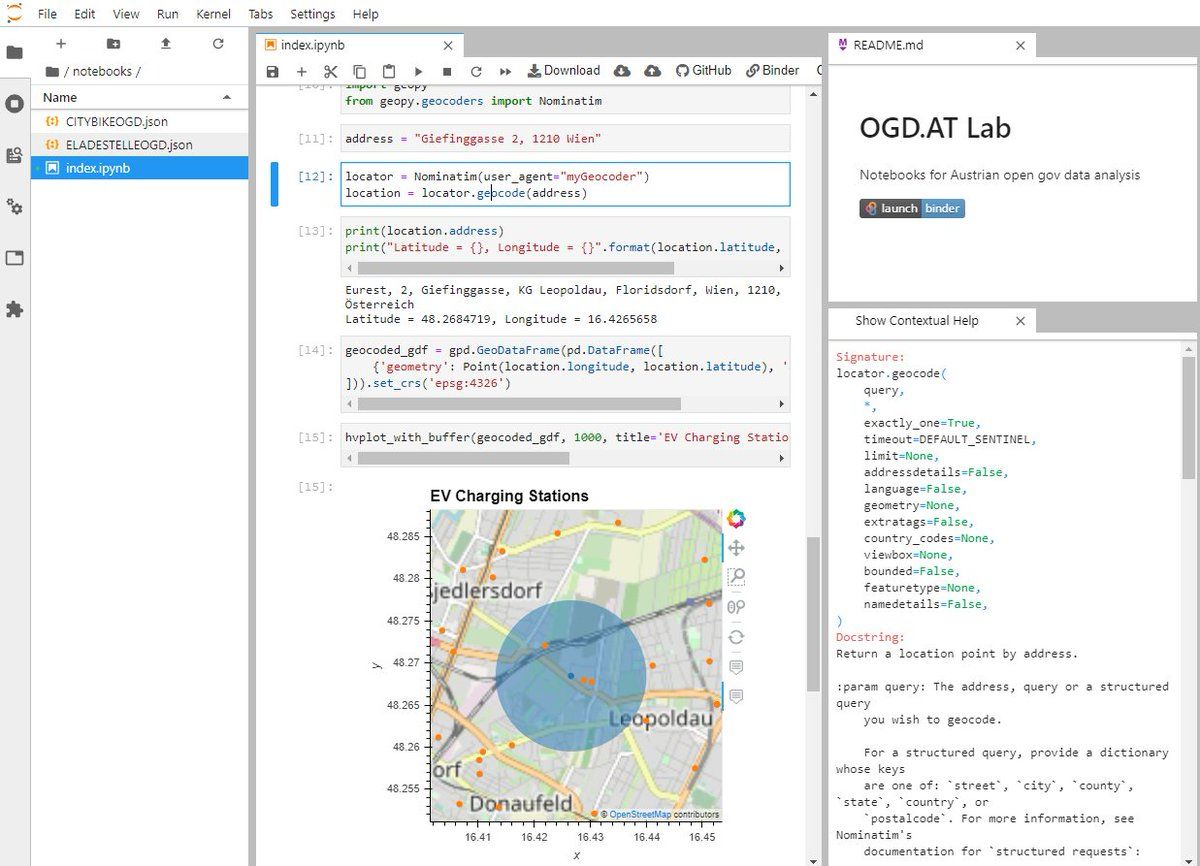 File Edit View Run Kernel Tabs Settings Help
/ notebooks /
Name
CITYBIKEOGD.json
ELADESTELLEOGD.json
index.ipynb
index.ipynb
Download GitHub Binder
import geopy
from geopy.geocoders import Nominatim
[11]: address = "Giefinggasse 2, 1210 Wien"
[12]: locator = Nominatim(user_agent="myGeocoder")
location = locator.geocode(address)
[13]: print(location.address)
print("Latitude = {}, Longitude = {}".format(location.latitude,
Eurest, 2, Giefinggasse, KG Leopoldau, Floridsdorf, Wien, 1210,
Österreich
Latitude = 48.2684719, Longitude = 16.4265658
[14]: geocoded_gdf = gpd.GeoDataFrame(pd.DataFrame([
{'geometry': Point(location.longitude, location.latitude), '
])).set_crs('epsg:4326')
[15]: hvplot_with_buffer(geocoded_gdf, 1000, title='EV Charging Statio
[15]:
EV Charging Stations
48.285
48.28
48.275
48.27
48.265
48.26
48.255
y
jedlersdorf
Leopoldau
orf
Donaufeld
© OpenStreetMap contributors
16.41 16.42 16.43 16.44 16.45
x
README.md
OGD.AT Lab
Notebooks for Austrian open gov data analysis
launch binder
Show Contextual Help
Signature:
locator.geocode(
query,
*,
exactly_one=True,
timeout=DEFAULT_SENTINEL,
limit=None,
addressdetails=False,
language=False,
geometry=None,
extratags=False,
country_codes=None,
viewbox=None,
bounded=False,
featuretype=None,
namedetails=False,
)
Docstring:
Return a location point by address.
:param query: The address, query or a structured
query
you wish to geocode.
For a structured query, provide a dictionary
whose keys
are one of: `street`, `city`, `county`,
`state`, `country`, or
`postalcode`. For more information, see
Nominatim's
documentation for `structured requests`: